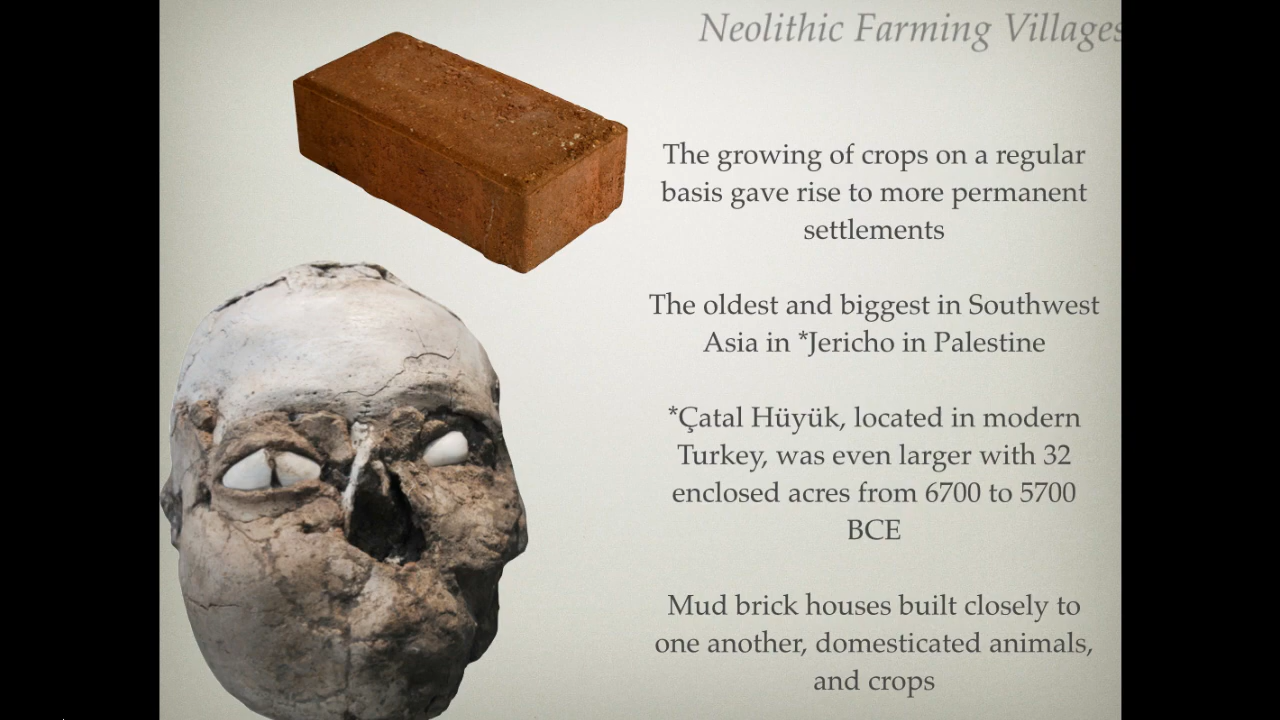 Neolithic Farming Villages
The growing of crops on a regular
basis gave rise to more permanent
settlements
The oldest and biggest in Southwest
Asia in *Jericho in Palestine
*Çatal Hüyük, located in modern
Turkey, was even larger with 32
enclosed acres from 6700 to 5700
BCE
Mud brick houses built closely to
one another, domesticated animals,
and crops